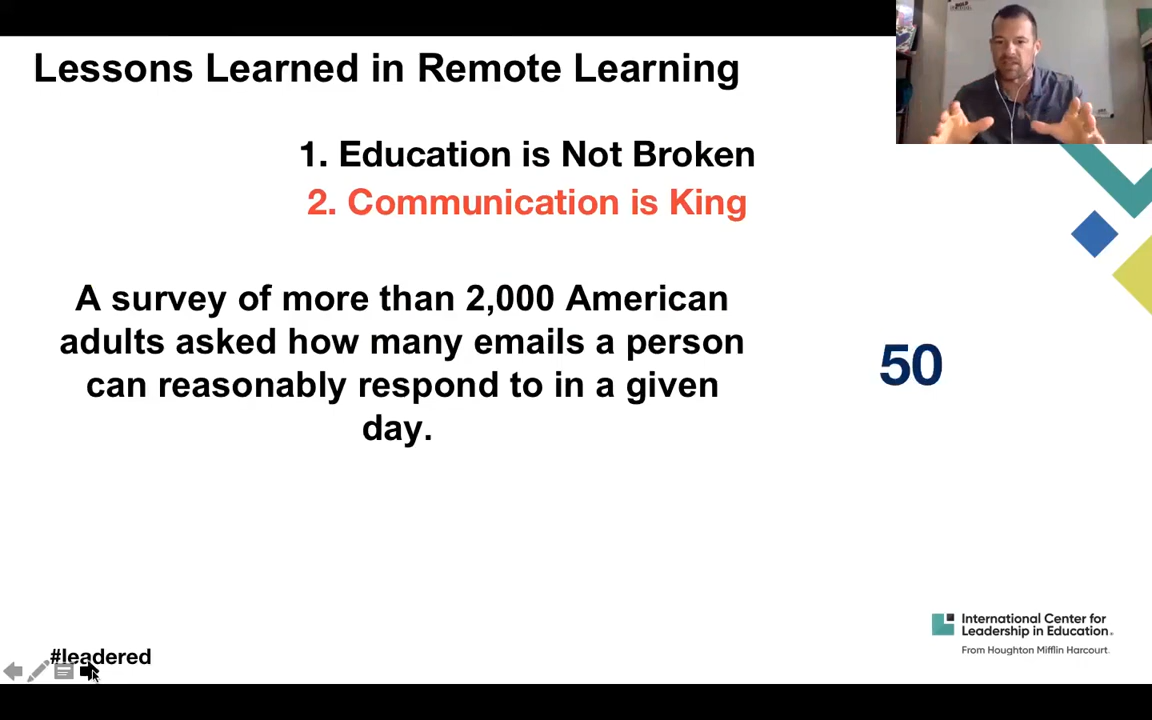 Lessons Learned in Remote Learning
1. Education is Not Broken
2. Communication is King
A survey of more than 2,000 American
adults asked how many emails a person
can reasonably respond to in a given
day.
50
International Center for
Leadership in Education.
From Houghton Mifflin Harcourt.
#leadered